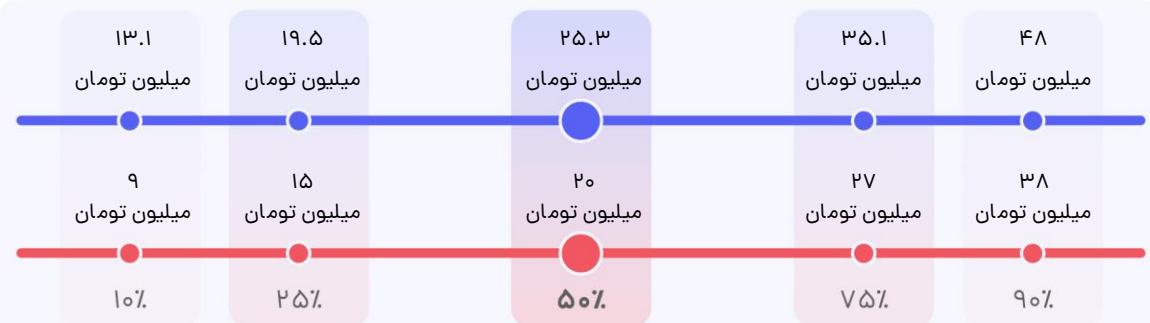 ۱۳.۱ ۱۹.۵ ۲۵.۳ ۳۵.۱ ۴۸
میلیون تومان میلیون تومان میلیون تومان میلیون تومان میلیون تومان
۹ ۱۵ ۲۰ ۲۷ ۳۸
میلیون تومان میلیون تومان میلیون تومان میلیون تومان میلیون تومان
۱۰٪ ۲۵٪ ۵۰٪ ۷۵٪ ۹۰٪